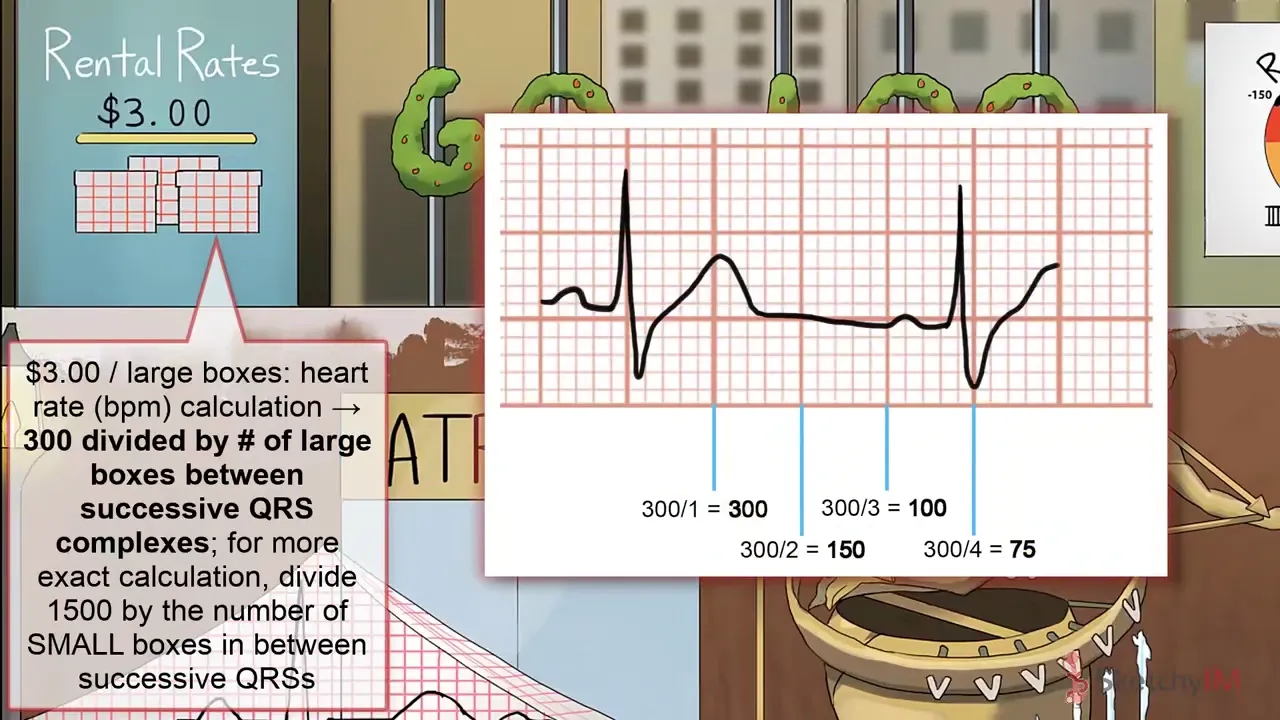 Rental Rates
$3.00
-150
III
$3.00 / large boxes: heart
rate (bpm) calculation →
300 divided by # of large
boxes between
successive QRS
complexes; for more
exact calculation, divide
1500 by the number of
SMALL boxes in between
successive QRSs
AT
300/1 = 300
300/3 = 100
300/2 = 150
300/4 = 75
SketchyIM